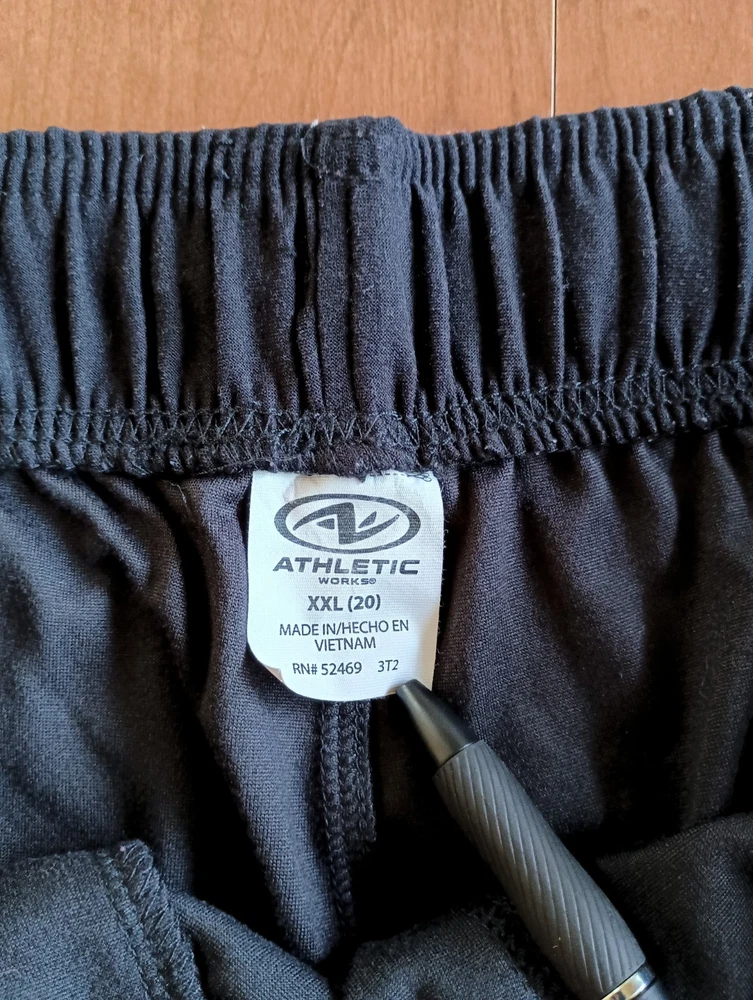 ATHLETIC
WORKS®
XXL (20)
MADE IN/HECHO EN
VIETNAM
RN# 52469 3T2